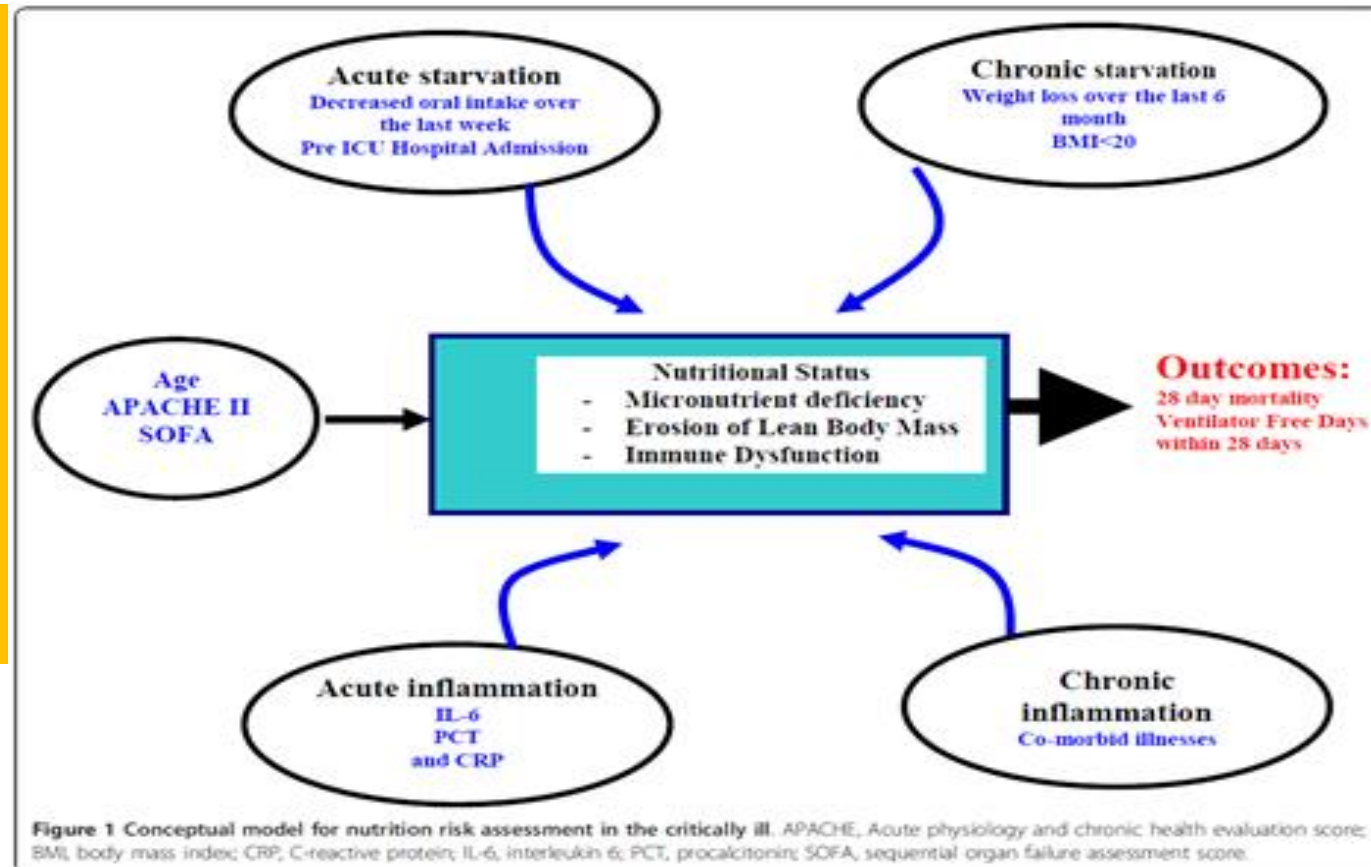 Acute starvation
Decreased oral intake over
the last week
Pre ICU Hospital Admission
Chronic starvation
Weight loss over the last 6
month
BMI<20
Age
APACHE II
SOFA
Nutritional Status
- Micronutrient deficiency
- Erosion of Lean Body Mass
- Immune Dysfunction
Outcomes:
28 day mortality
Ventilator Free Days
within 28 days
Acute inflammation
IL-6
PCT
and CRP
Chronic
inflammation
Co-morbid illnesses
Figure 1 Conceptual model for nutrition risk assessment in the critically ill. APACHE, Acute physiology and chronic health evaluation score;
BMI, body mass index; CRP, C-reactive protein; IL-6, interleukin 6; PCT, procalcitonin; SOFA, sequential organ failure assessment score.